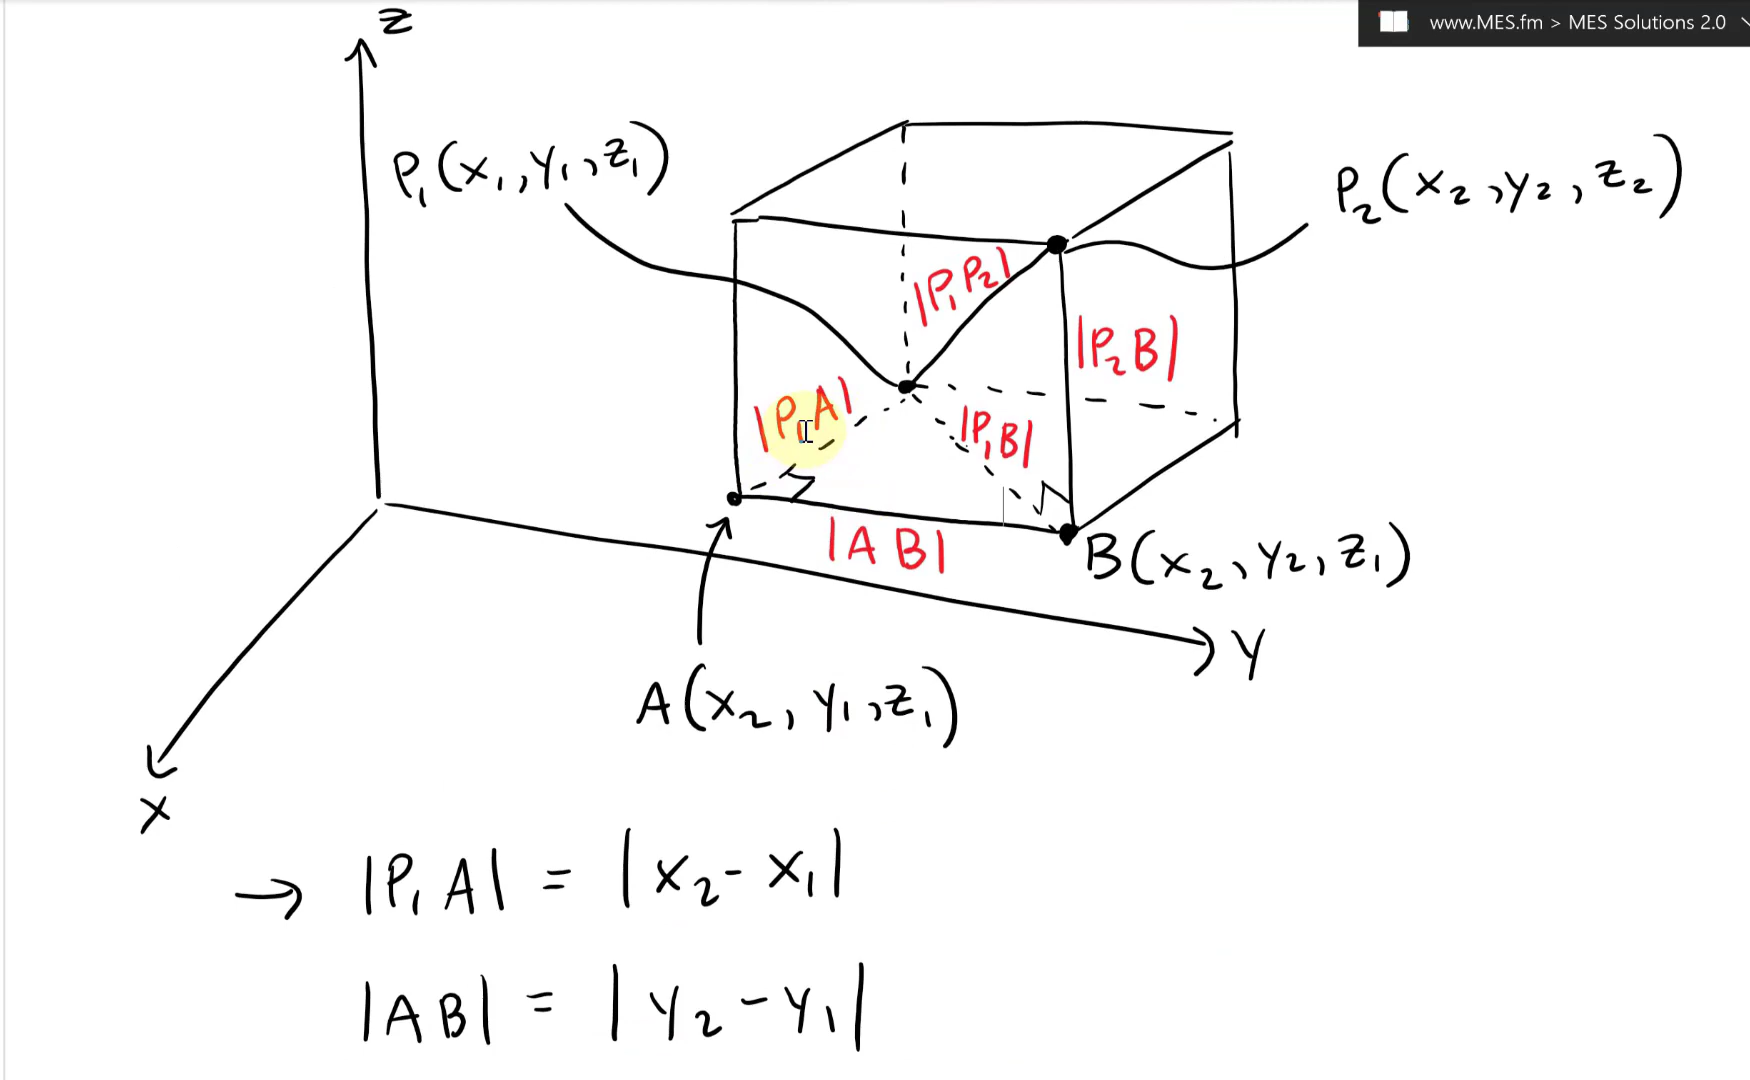 www.MES.fm > MES Solutions 2.0
Z
P₁(x₁,y₁,z₁)
P₂(x₂,y₂,z₂)
|P₁P₂|
|P₂B|
|P₁A|
|P₁B|
|AB|
B(x₂,y₂,z₁)
Y
A(x₂,y₁,z₁)
X
→ |P₁A| = |x₂-x₁|
|AB| = |y₂-y₁|